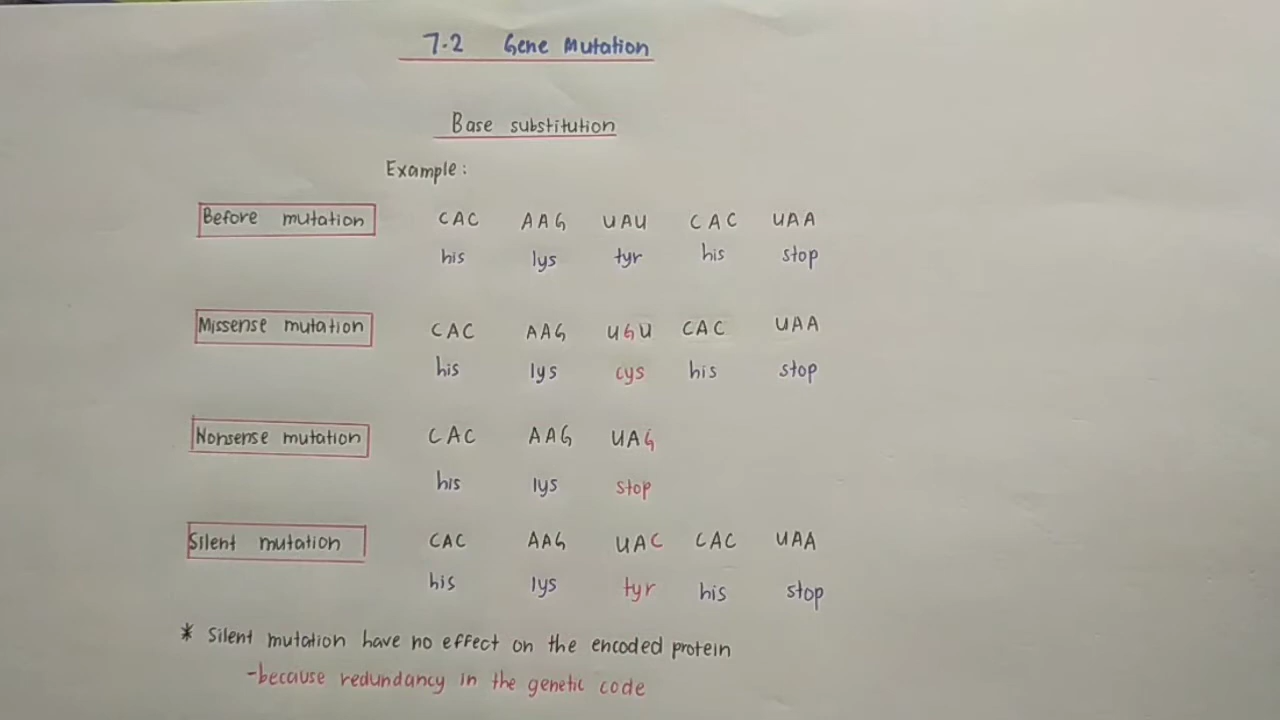 7.2 Gene Mutation
Base substitution
Example:
Before mutation CAC AAG UAU CAC UAA
his lys tyr his stop
Missense mutation CAC AAG UGU CAC UAA
his lys cys his stop
Nonsense mutation CAC AAG UAG
his lys stop
Silent mutation CAC AAG UAC CAC UAA
his lys tyr his stop
* Silent mutation have no effect on the encoded protein
-because redundancy in the genetic code